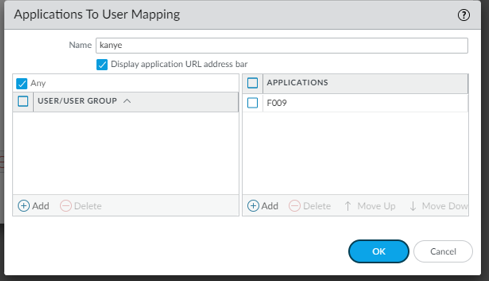 Applications To User Mapping
Name kanye
Display application URL address bar
Any
USER/USER GROUP
APPLICATIONS
F009
Add Delete
Add Delete Move Up Move Dow
OK Cancel